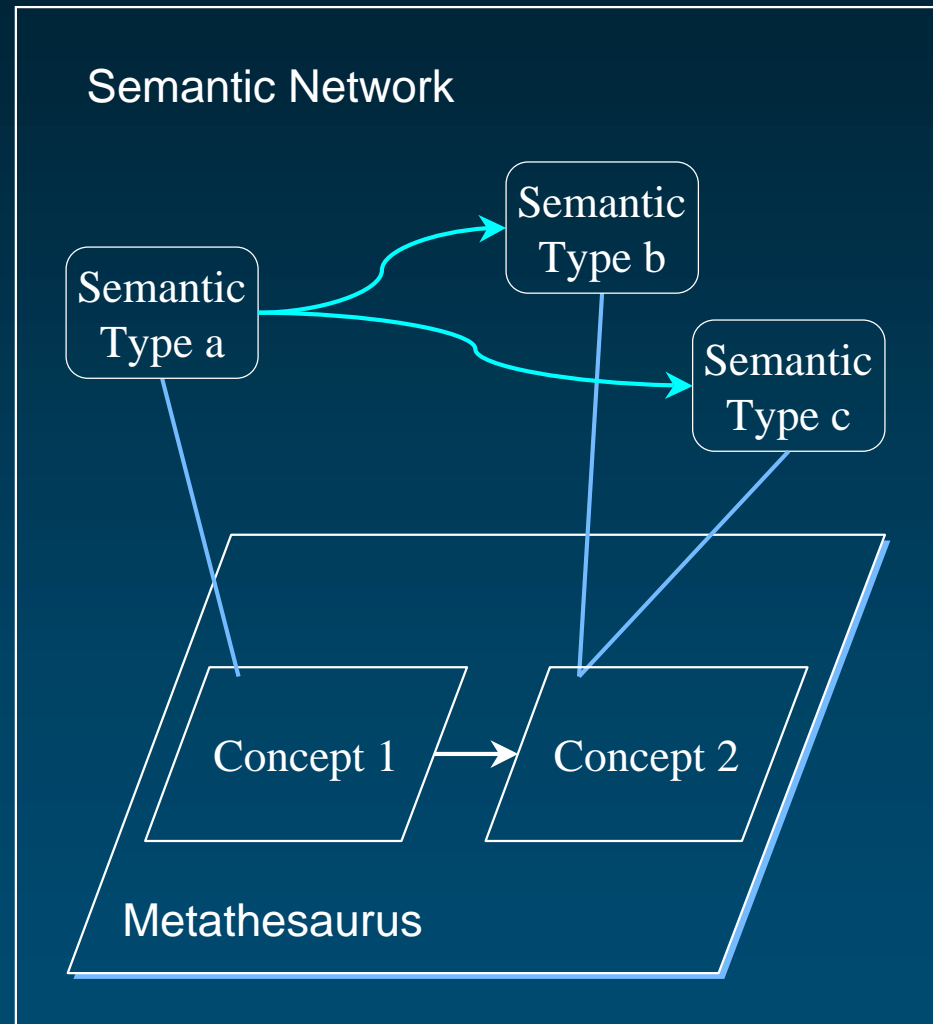 Semantic Network
Semantic
Type b
Semantic
Type a
Semantic
Type c
Concept 1
Concept 2
Metathesaurus